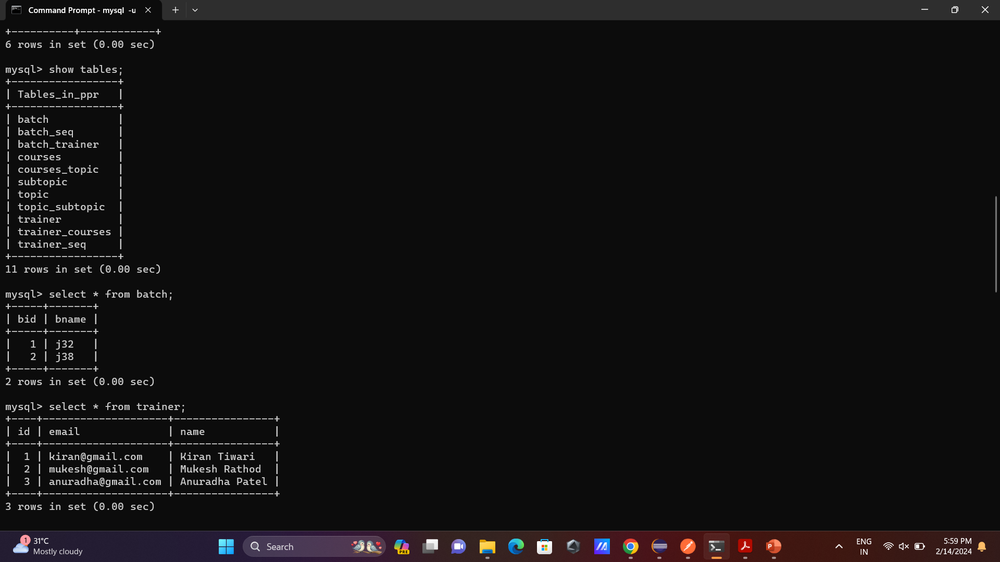 Command Prompt - mysql -u
+----------+------------+
6 rows in set (0.00 sec)
mysql> show tables;
+-----------------+
| Tables_in_ppr   |
+-----------------+
| batch           |
| batch_seq       |
| batch_trainer   |
| courses         |
| courses_topic   |
| subtopic        |
| topic           |
| topic_subtopic  |
| trainer         |
| trainer_courses |
| trainer_seq     |
+-----------------+
11 rows in set (0.00 sec)
mysql> select * from batch;
+-----+-------+
| bid | bname |
+-----+-------+
|   1 | j32   |
|   2 | j38   |
+-----+-------+
2 rows in set (0.00 sec)
mysql> select * from trainer;
+----+--------------------+----------------+
| id | email              | name           |
+----+--------------------+----------------+
|  1 | kiran@gmail.com    | Kiran Tiwari   |
|  2 | mukesh@gmail.com   | Mukesh Rathod  |
|  3 | anuradha@gmail.com | Anuradha Patel |
+----+--------------------+----------------+
3 rows in set (0.00 sec)
1
31°C
Mostly cloudy
Search
PRE
P
ENG
IN
5:59 PM
2/14/2024